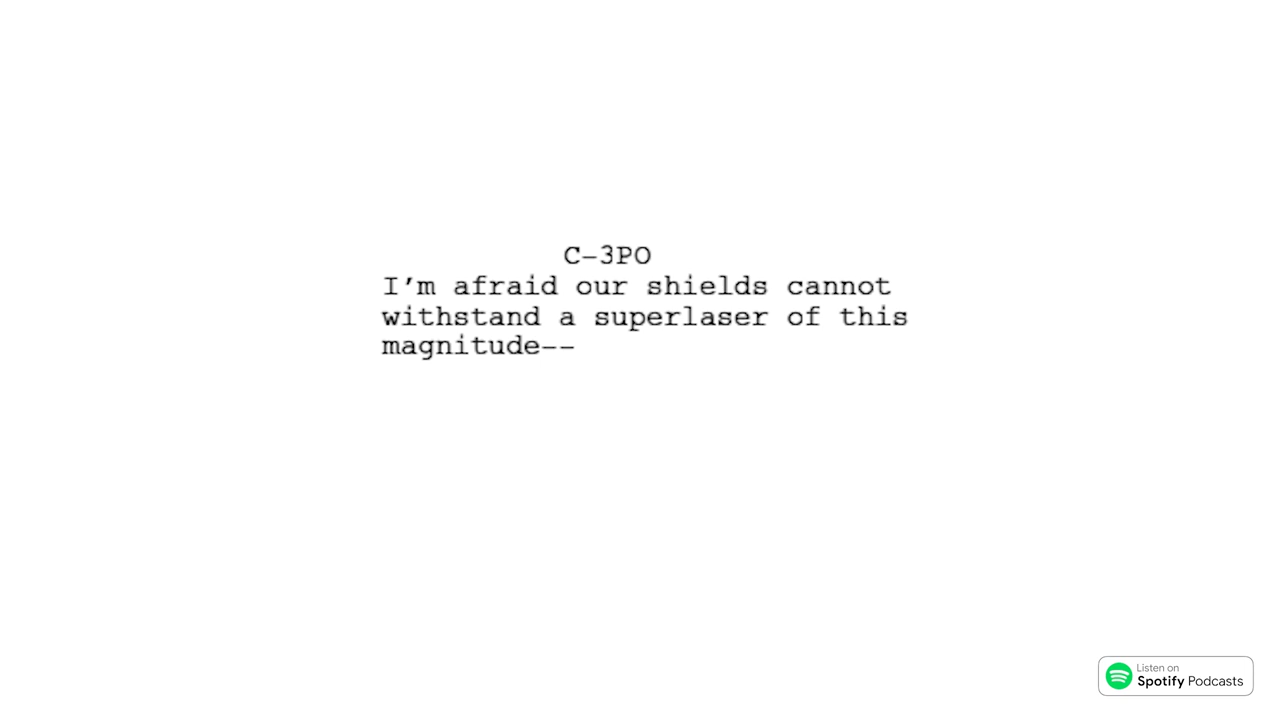 C-3PO
I'm afraid our shields cannot
withstand a superlaser of this
magnitude--
Listen on
Spotify Podcasts